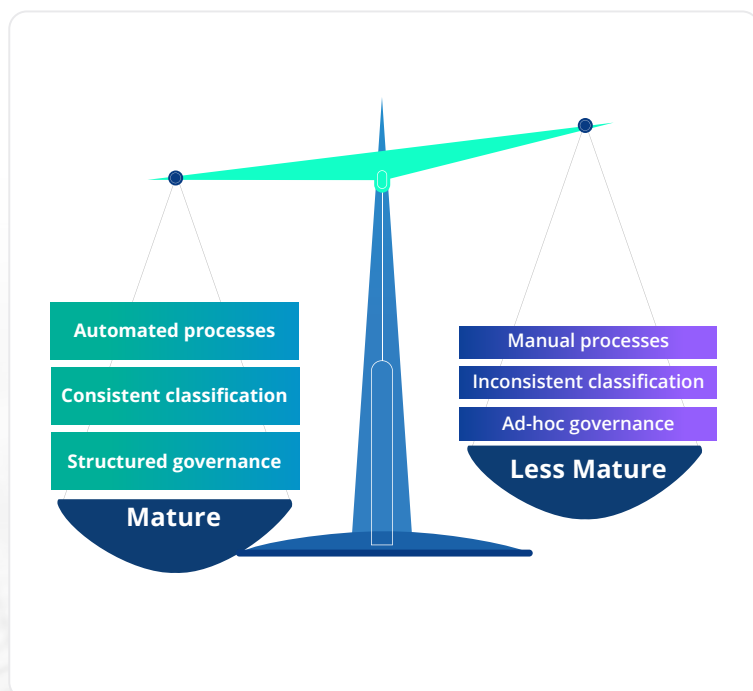 Automated processes
Consistent classification
Structured governance
Mature
Manual processes
Inconsistent classification
Ad-hoc governance
Less Mature